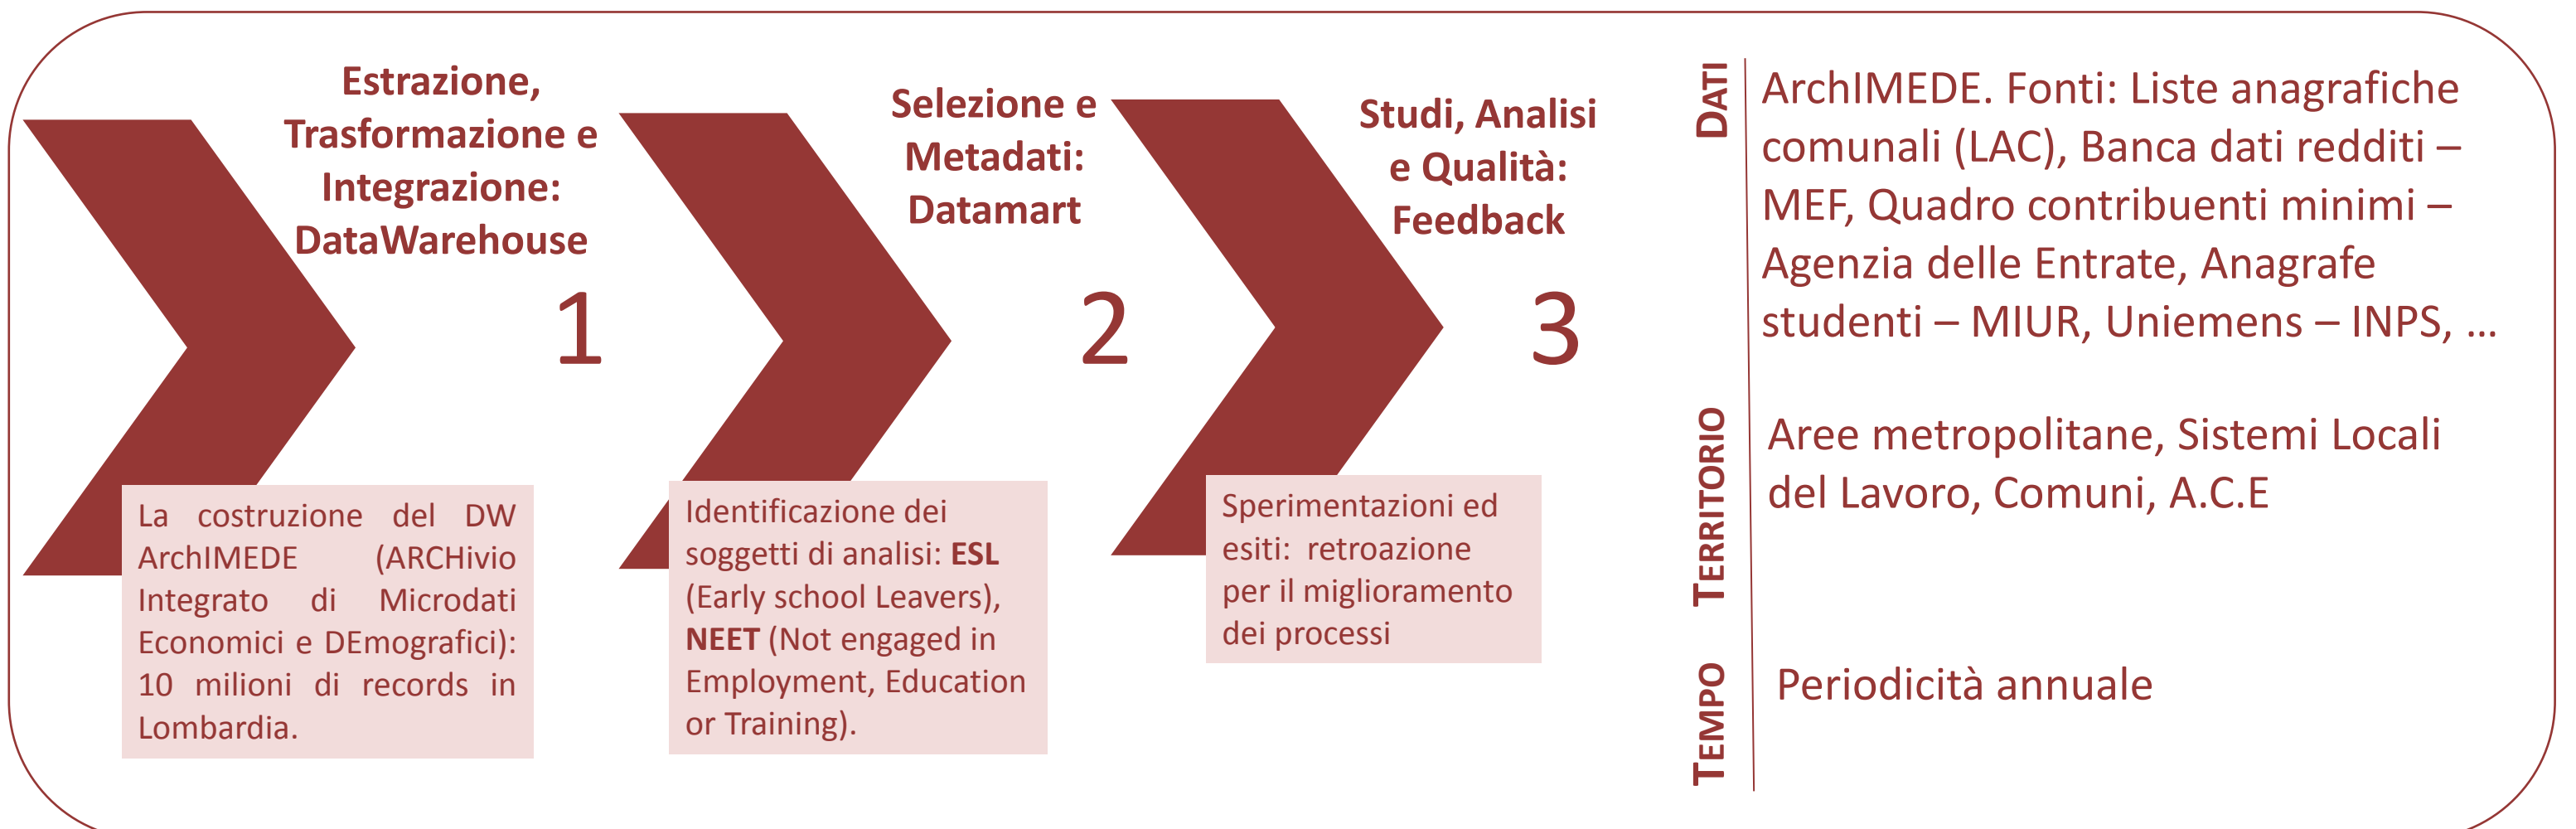 Estrazione,
Trasformazione e
Integrazione:
DataWarehouse
1
La costruzione del DW
ArchIMEDE (ARCHivio
Integrato di Microdati
Economici e DEmografici):
10 milioni di records in
Lombardia.
Selezione e
Metadati:
Datamart
2
Identificazione dei
soggetti di analisi: ESL
(Early school Leavers),
NEET (Not engaged in
Employment, Education
or Training).
Studi, Analisi
e Qualità:
Feedback
3
Sperimentazioni ed
esiti: retroazione
per il miglioramento
dei processi
DATI
ArchIMEDE. Fonti: Liste anagrafiche
comunali (LAC), Banca dati redditi –
MEF, Quadro contribuenti minimi –
Agenzia delle Entrate, Anagrafe
studenti – MIUR, Uniemens – INPS, ...
TERRITORIO
Aree metropolitane, Sistemi Locali
del Lavoro, Comuni, A.C.E
TEMPO
Periodicità annuale